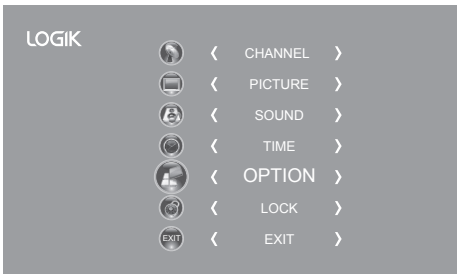 LOGIK
CHANNEL
PICTURE
SOUND
TIME
OPTION
LOCK
EXIT EXIT